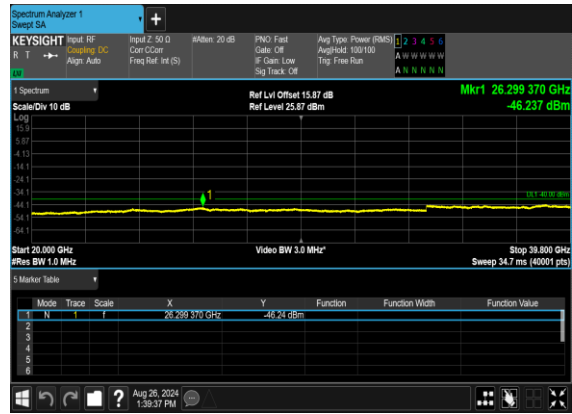 Spectrum Analyzer 1
Swept SA
KEYSIGHT
R T
Input: RF
Coupling: DC
Align: Auto
Input Z: 50 Ω
Corr CCorr
Freq Ref: Int (S)
#Atten: 20 dB
PNO: Fast
Gate: Off
IF Gain: Low
Sig Track: Off
Avg Type: Power (RMS)
Avg|Hold: 100/100
Trig: Free Run
1 2 3 4 5 6
A W W W W W
A N N N N N
1 Spectrum
Scale/Div 10 dB
Ref Lvl Offset 15.87 dB
Ref Level 25.87 dBm
Mkr1 26.299 370 GHz
-46.237 dBm
Log
15.9
5.87
-4.13
-14.1
-24.1
-34.1
-44.1
-54.1
-64.1
1
Start 20.000 GHz
#Res BW 1.0 MHz
Video BW 3.0 MHz*
Stop 39.800 GHz
Sweep 34.7 ms (40001 pts)
5 Marker Table
Mode Trace Scale X Y Function Function Width Function Value
1 N 1 f 26.299 370 GHz -46.24 dBm
2
3
4
5
6
?
Aug 26, 2024
1:39:37 PM